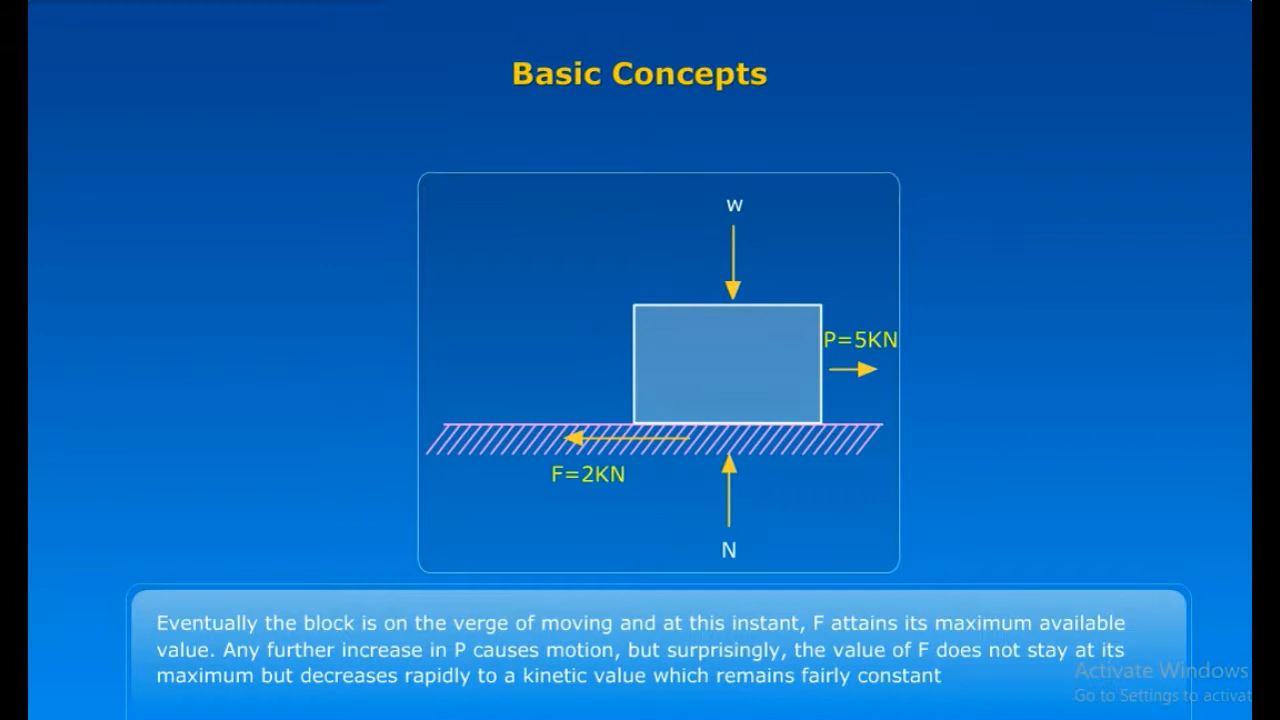 Basic Concepts
w
P=5KN
F=2KN
N
Eventually the block is on the verge of moving and at this instant, F attains its maximum available
value. Any further increase in P causes motion, but surprisingly, the value of F does not stay at its
maximum but decreases rapidly to a kinetic value which remains fairly constant
Activate Windows
Go to Settings to activat